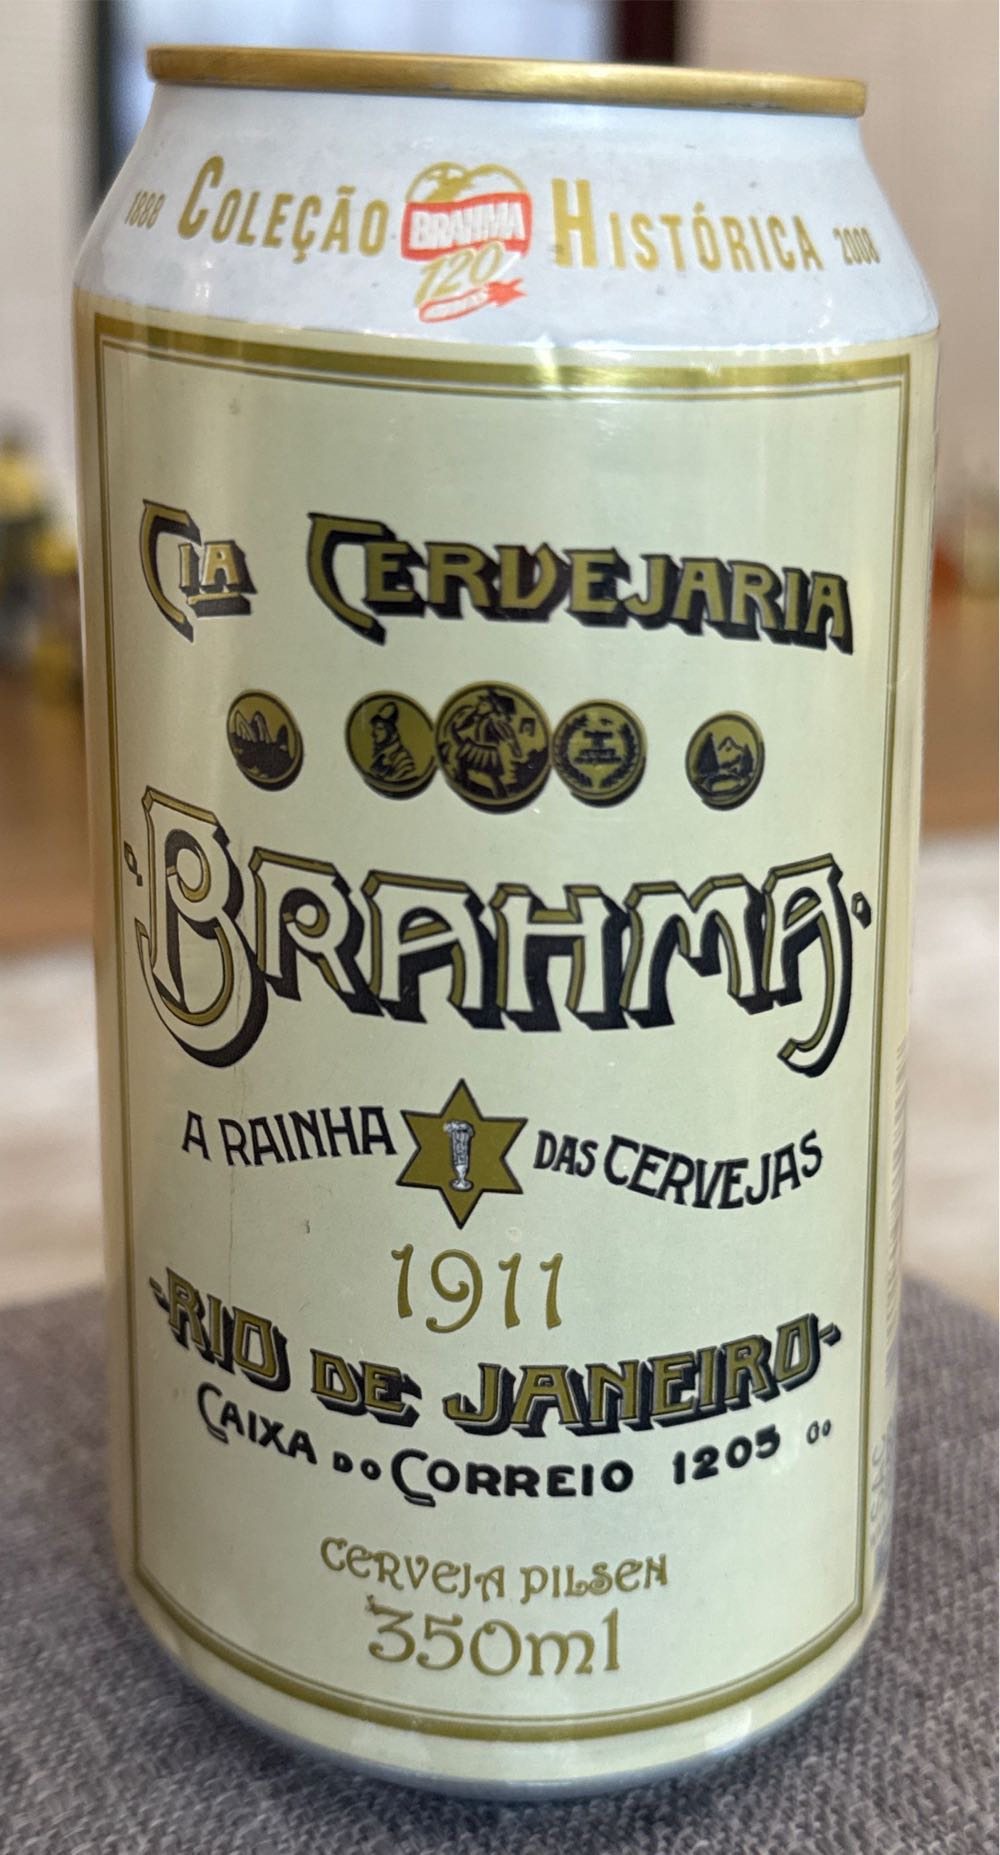 1888 COLEÇÃO BRAHMA HISTÓRICA 2008
120
CIA CERVEJARIA
BRAHMA
A RAINHA DAS CERVEJAS
1911
-RIO DE JANEIRO-
CAIXA DO CORREIO 1205
CERVEJA PILSEN
350ml